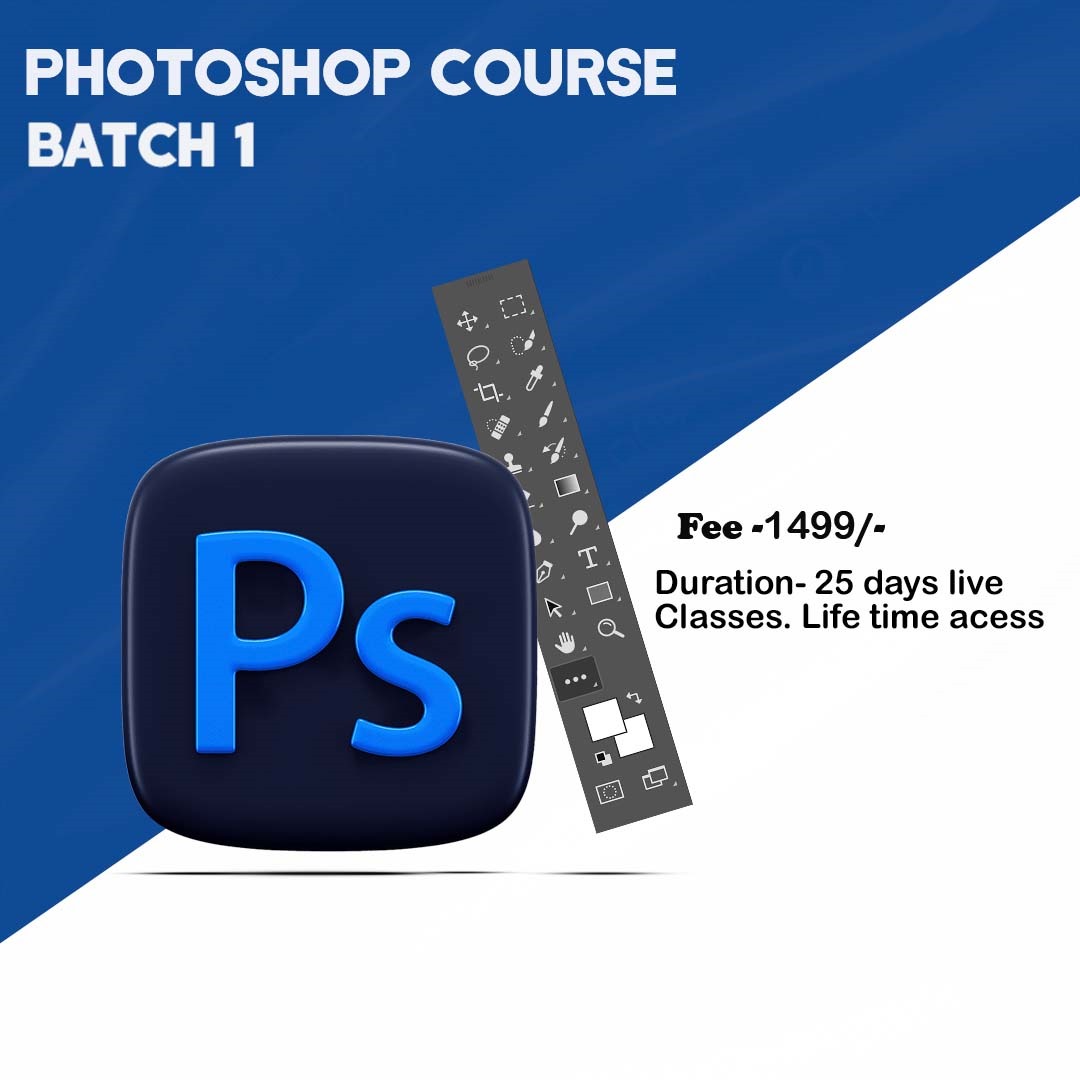 PHOTOSHOP COURSE
BATCH 1
Ps
T
Fee -1499/-
Duration- 25 days live
Classes. Life time acess